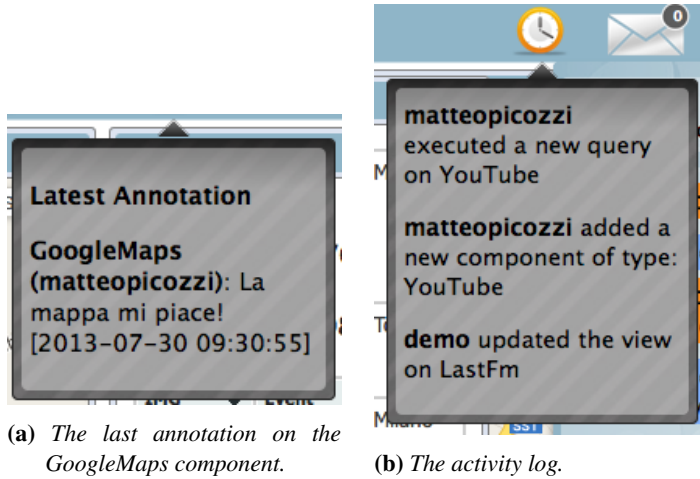 Latest Annotation
GoogleMaps
(matteopicozzi): La
mappa mi piace!
[2013-07-30 09:30:55]
(a) The last annotation on the
GoogleMaps component.
0
matteopicozzi
executed a new query
on YouTube
matteopicozzi added a
new component of type:
YouTube
demo updated the view
on LastFm
SST
(b) The activity log.